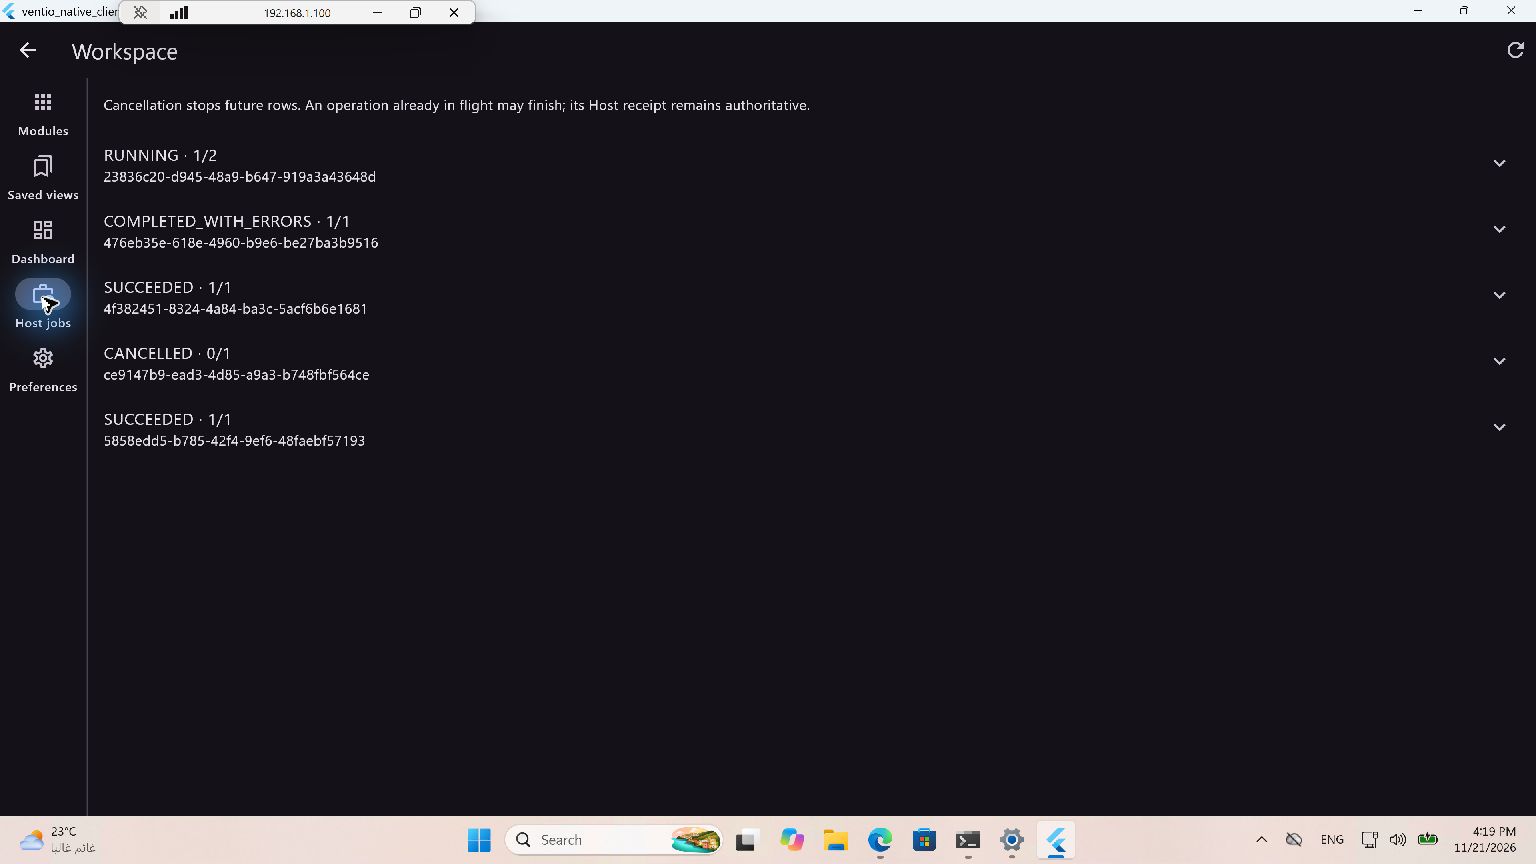 ventio_native_clien
192.168.1.100
Workspace
Modules
Saved views
Dashboard
Host jobs
Preferences
Cancellation stops future rows. An operation already in flight may finish; its Host receipt remains authoritative.
RUNNING · 1/2
23836c20-d945-48a9-b647-919a3a43648d
COMPLETED_WITH_ERRORS · 1/1
476eb35e-618e-4960-b9e6-be27ba3b9516
SUCCEEDED · 1/1
4f382451-8324-4a84-ba3c-5acf6b6e1681
CANCELLED · 0/1
ce9147b9-ead3-4d85-a9a3-b748fbf564ce
SUCCEEDED · 1/1
5858edd5-b785-42f4-9ef6-48faebf57193
23°C
غائم غالبا
Search
ENG
4:19 PM
11/21/2026